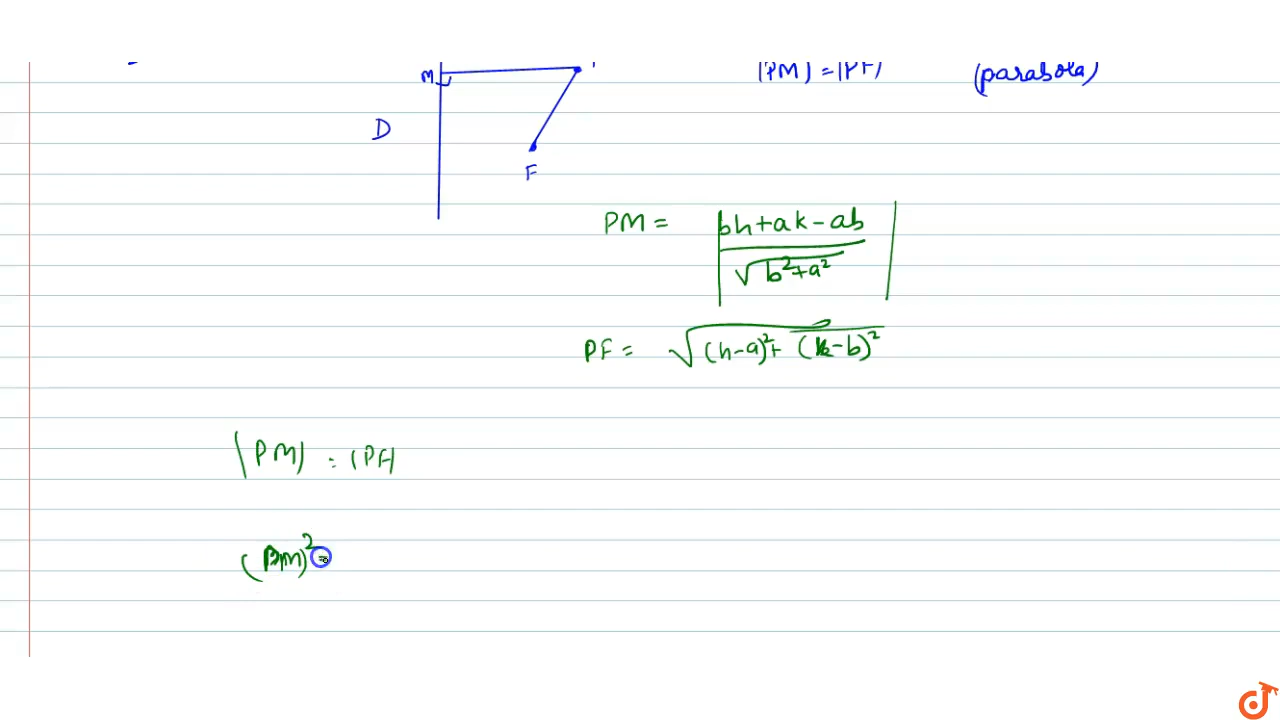 M
|PM| = |PF| (parabola)
D
F
PM = |bh+ak-ab / √b²+a²|
PF = √(h-a)²+(k-b)²
|PM| = |PF|
(PM)² =